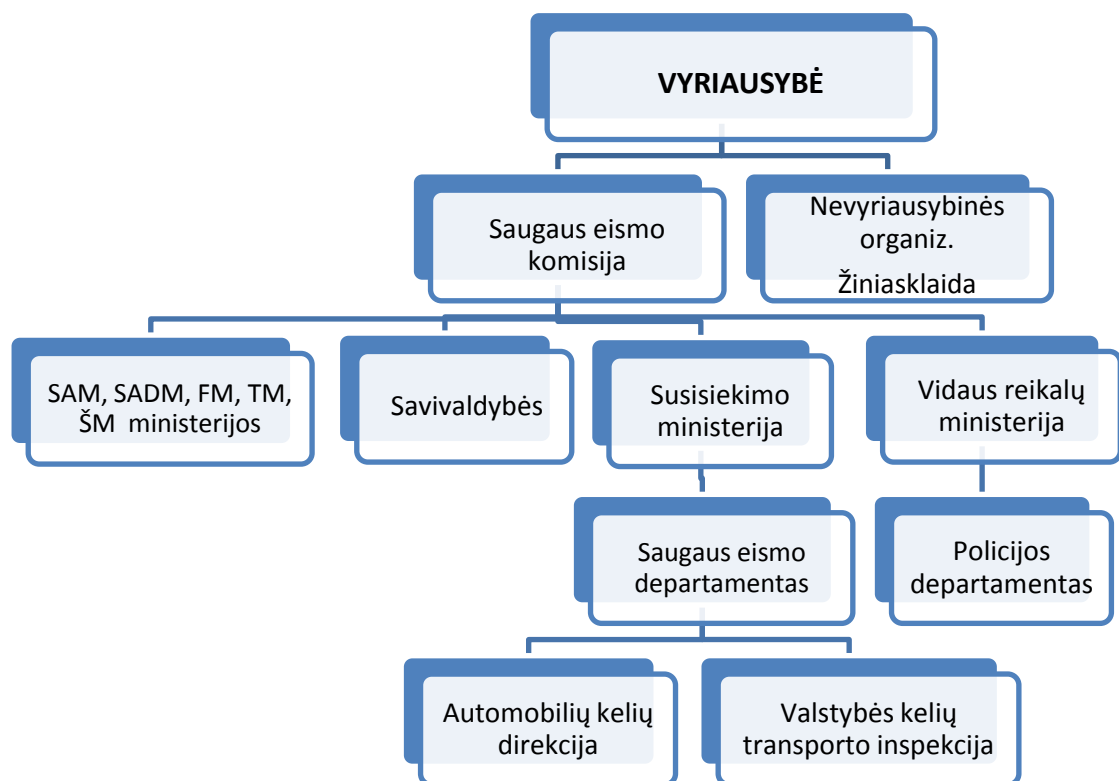 VYRIAUSYBĖ
Saugaus eismo
komisija
Nevyriausybinės
organiz.
Žiniasklaida
SAM, SADM, FM, TM,
ŠM ministerijos
Savivaldybės
Susisiekimo
ministerija
Vidaus reikalų
ministerija
Saugaus eismo
departamentas
Policijos
departamentas
Automobilių kelių
direkcija
Valstybės kelių
transporto inspekcija